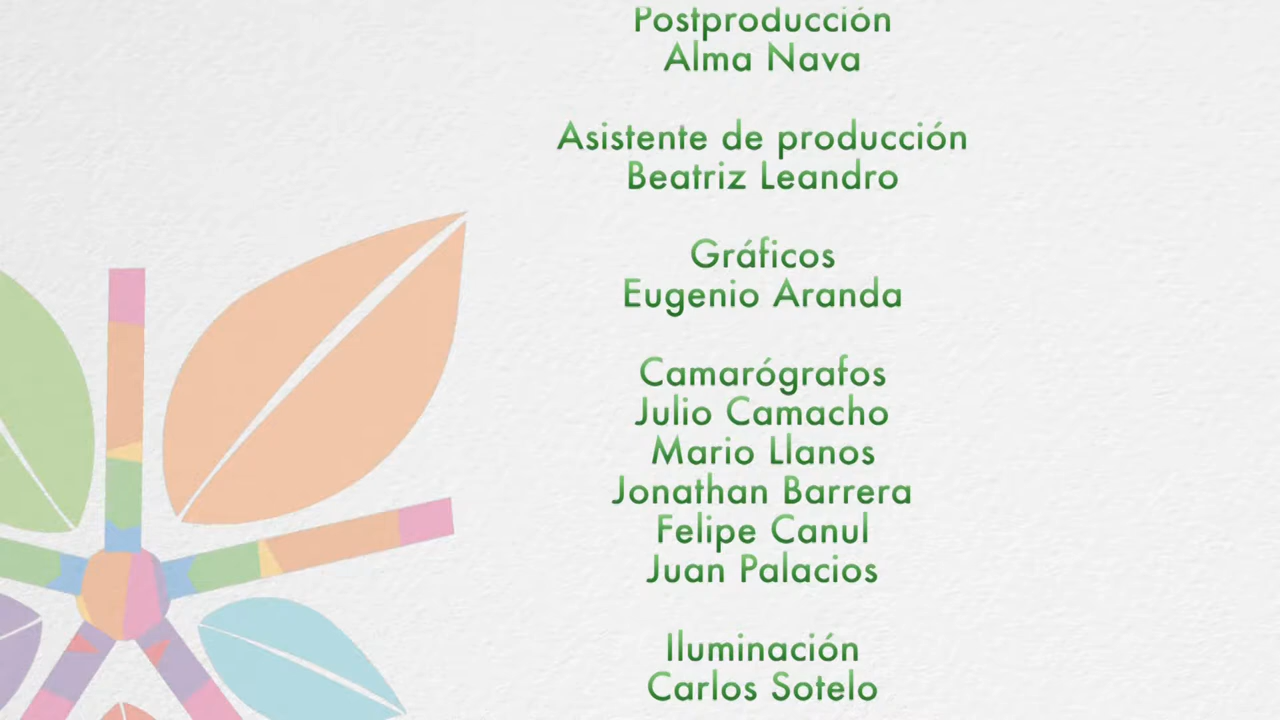 Postproducción
Alma Nava
Asistente de producción
Beatriz Leandro
Gráficos
Eugenio Aranda
Camarógrafos
Julio Camacho
Mario Llanos
Jonathan Barrera
Felipe Canul
Juan Palacios
Iluminación
Carlos Sotelo